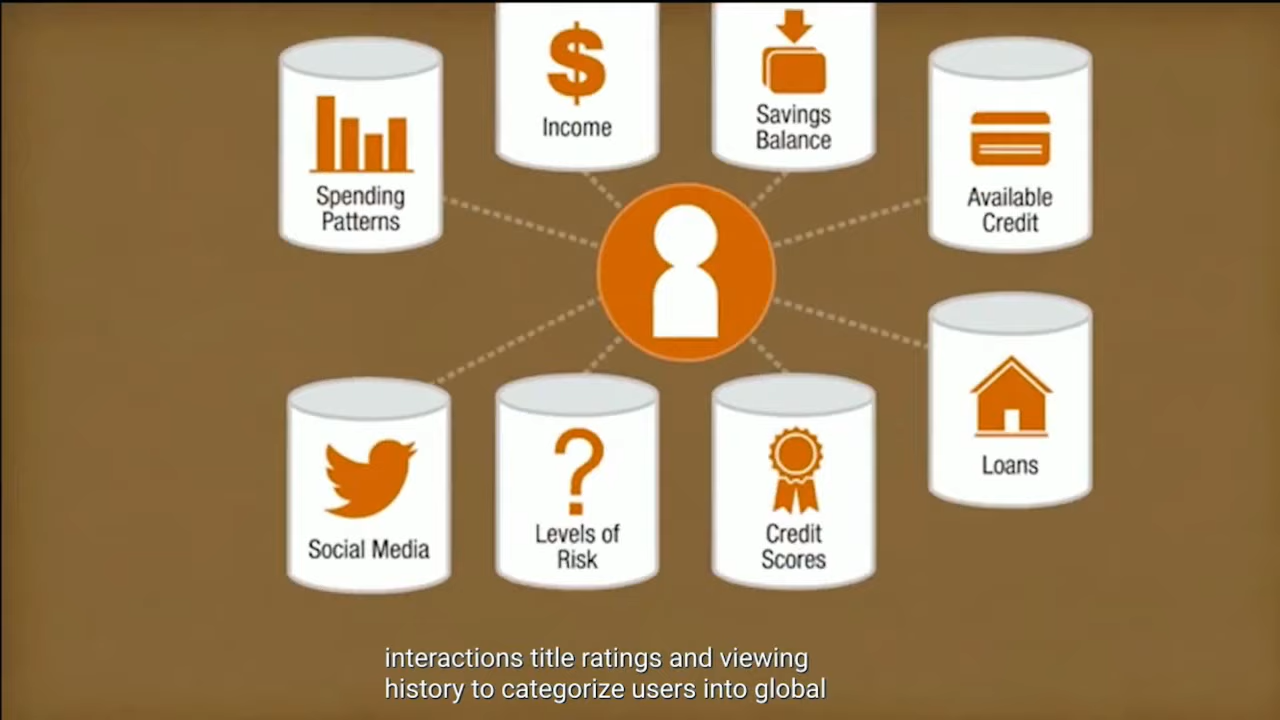 Income
Savings
Balance
Spending
Patterns
Available
Credit
Loans
Social Media
Levels of
Risk
Credit
Scores
interactions title ratings and viewing
history to categorize users into global